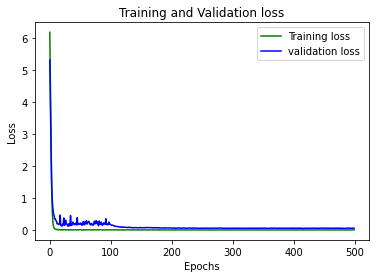 Training and Validation loss
Training loss
validation loss
Loss
6
5
4
3
2
1
0
0 100 200 300 400 500
Epochs